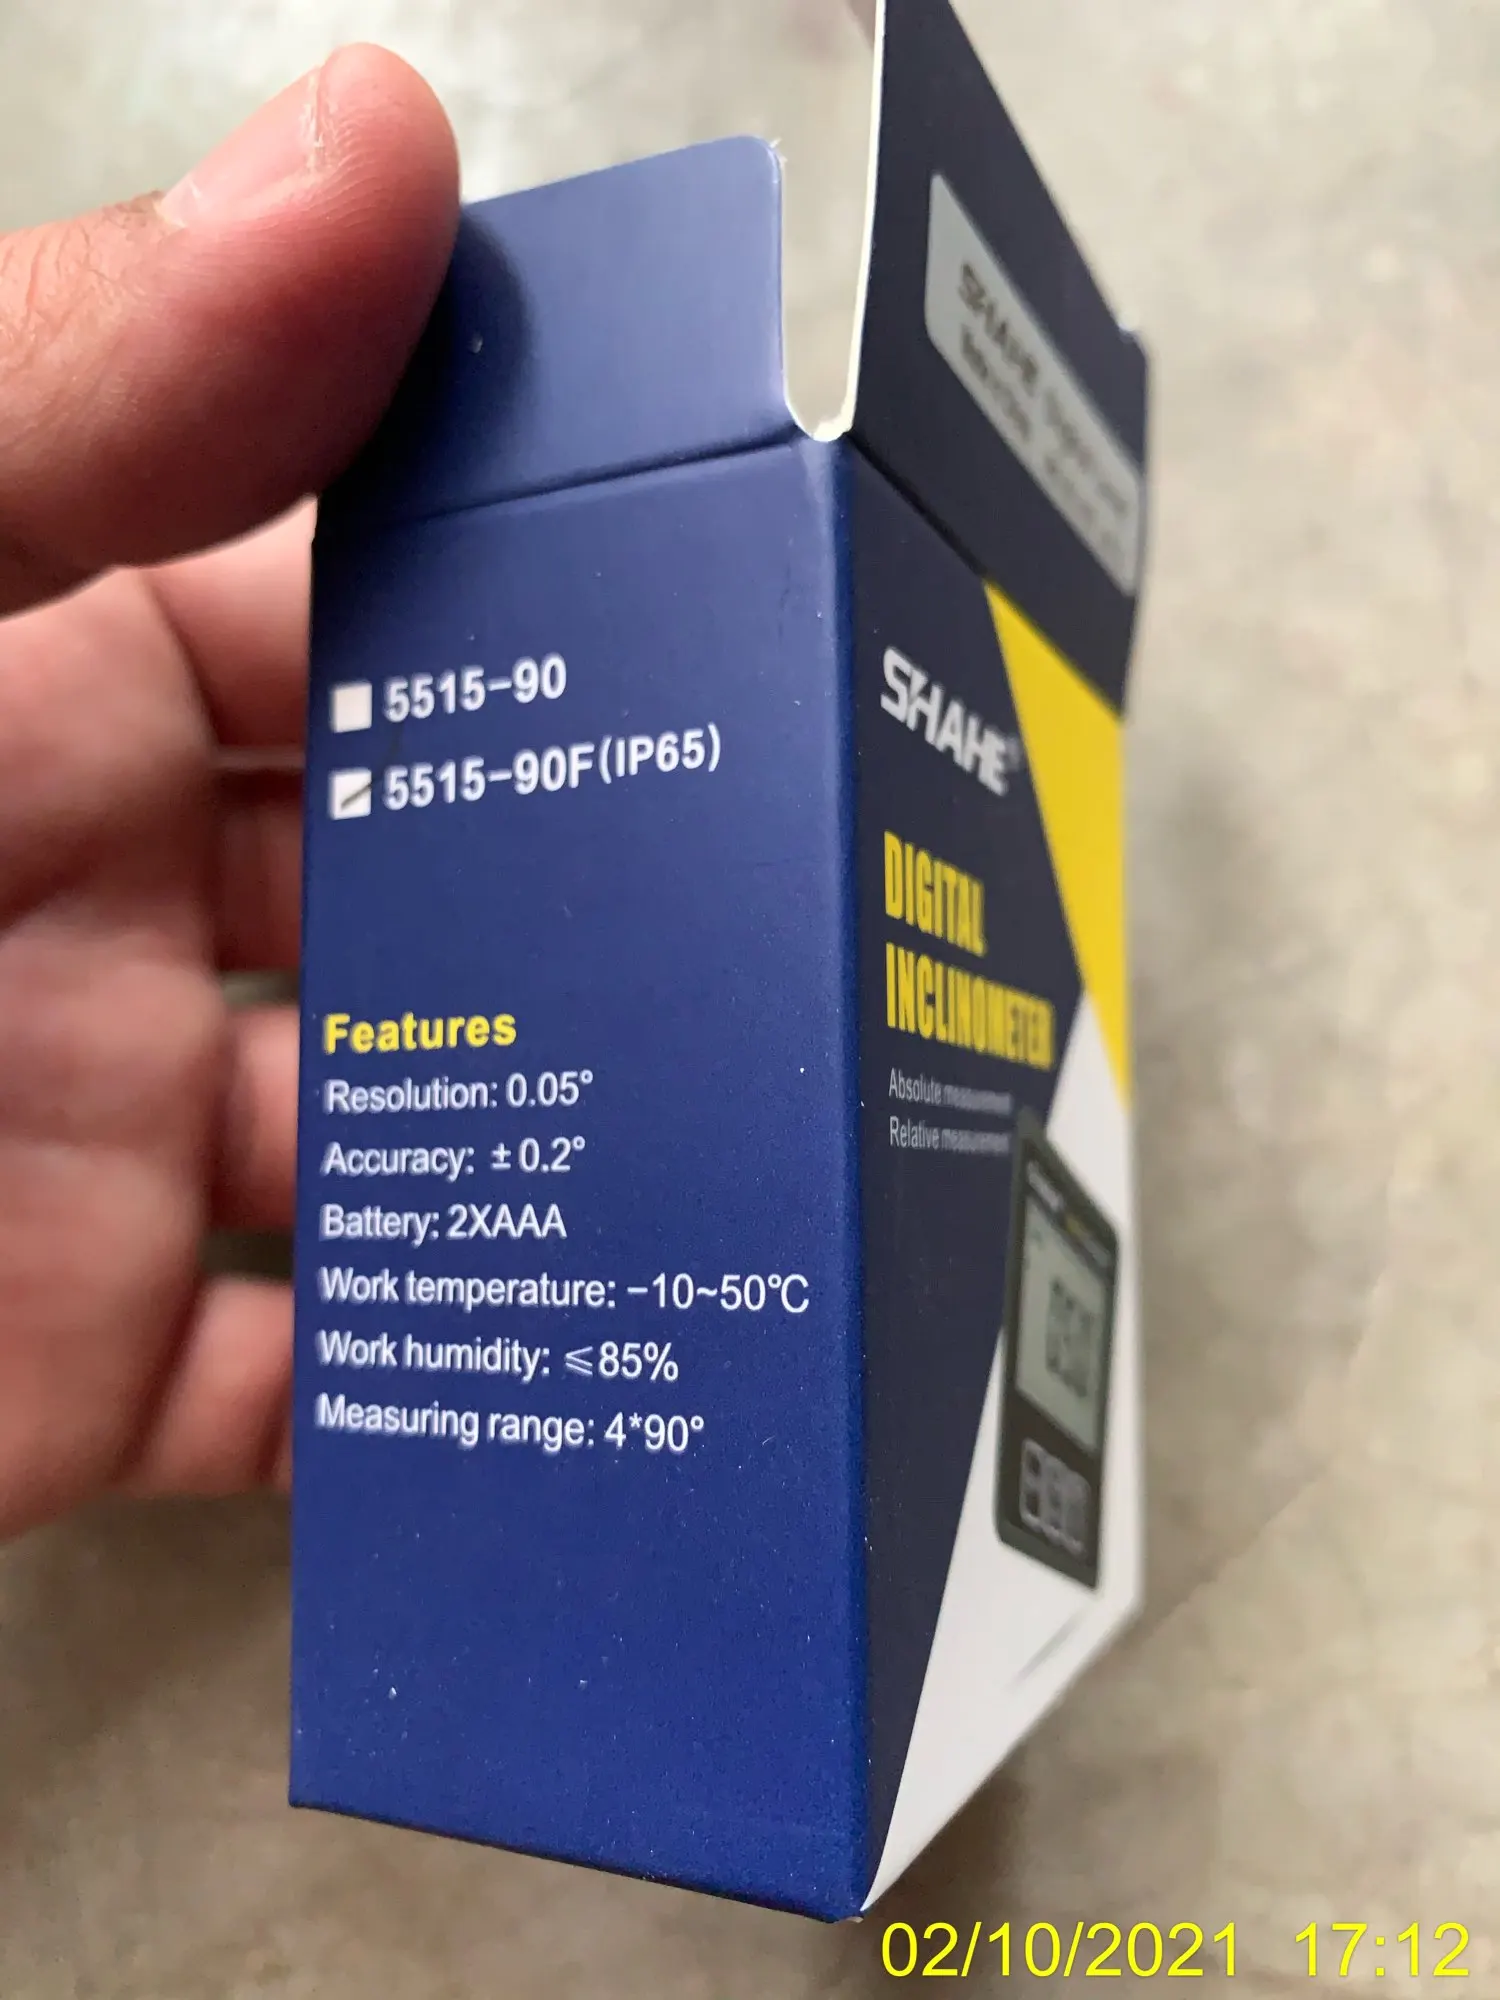 5515-90
5515-90F(IP65)
Features
Resolution: 0.05°
Accuracy: ±0.2°
Battery: 2XAAA
Work temperature: -10~50℃
Work humidity: ≤85%
Measuring range: 4*90°
SHAHE
SHAHE
DIGITAL
INCLINOMETER
Absolute measurement
Relative measurement
02/10/2021 17:12